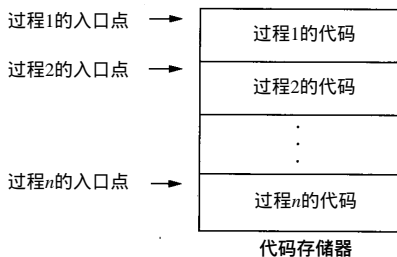 过程1的入口点
过程1的代码
过程2的入口点
过程2的代码
.
.
.
过程n的入口点
过程n的代码
代码存储器